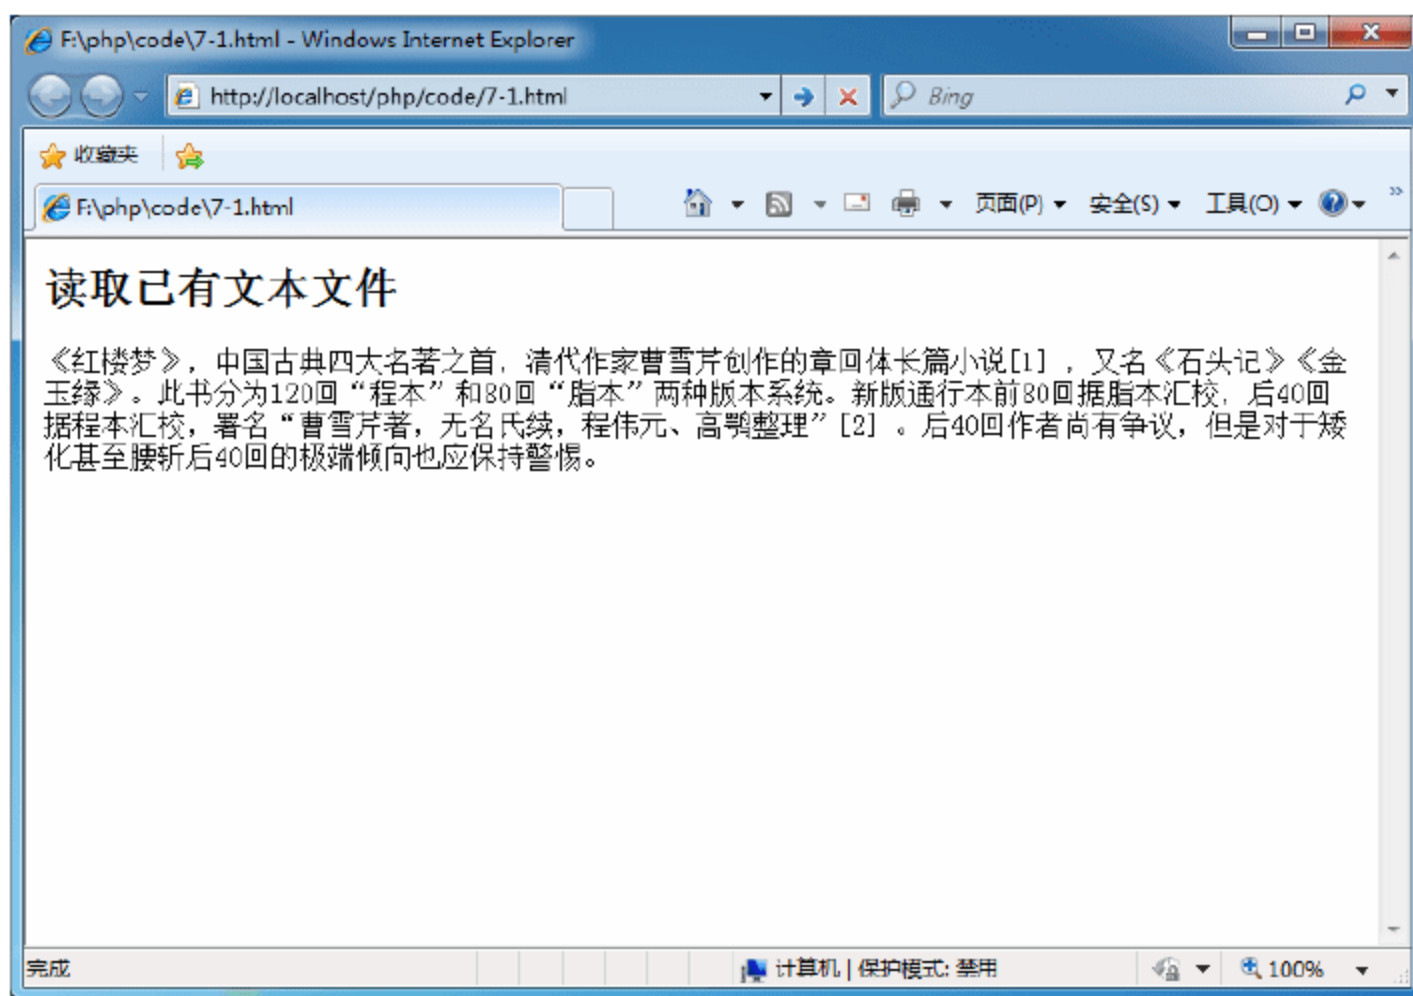 F:\php\code\7-1.html - Windows Internet Explorer
http://localhost/php/code/7-1.html
Bing
收藏夹
F:\php\code\7-1.html
页面(P)
安全(S)
工具(O)
读取已有文本文件
《红楼梦》，中国古典四大名著之首，清代作家曹雪芹创作的章回体长篇小说[1] ，又名《石头记》《金
玉缘》。此书分为120回“程本”和80回“脂本”两种版本系统。新版通行本前80回据脂本汇校，后40回
据程本汇校，署名“曹雪芹著，无名氏续，程伟元、高鹗整理”[2] 。后40回作者尚有争议，但是对于矮
化甚至腰斩后40回的极端倾向也应保持警惕。
完成
计算机 | 保护模式: 禁用
100%